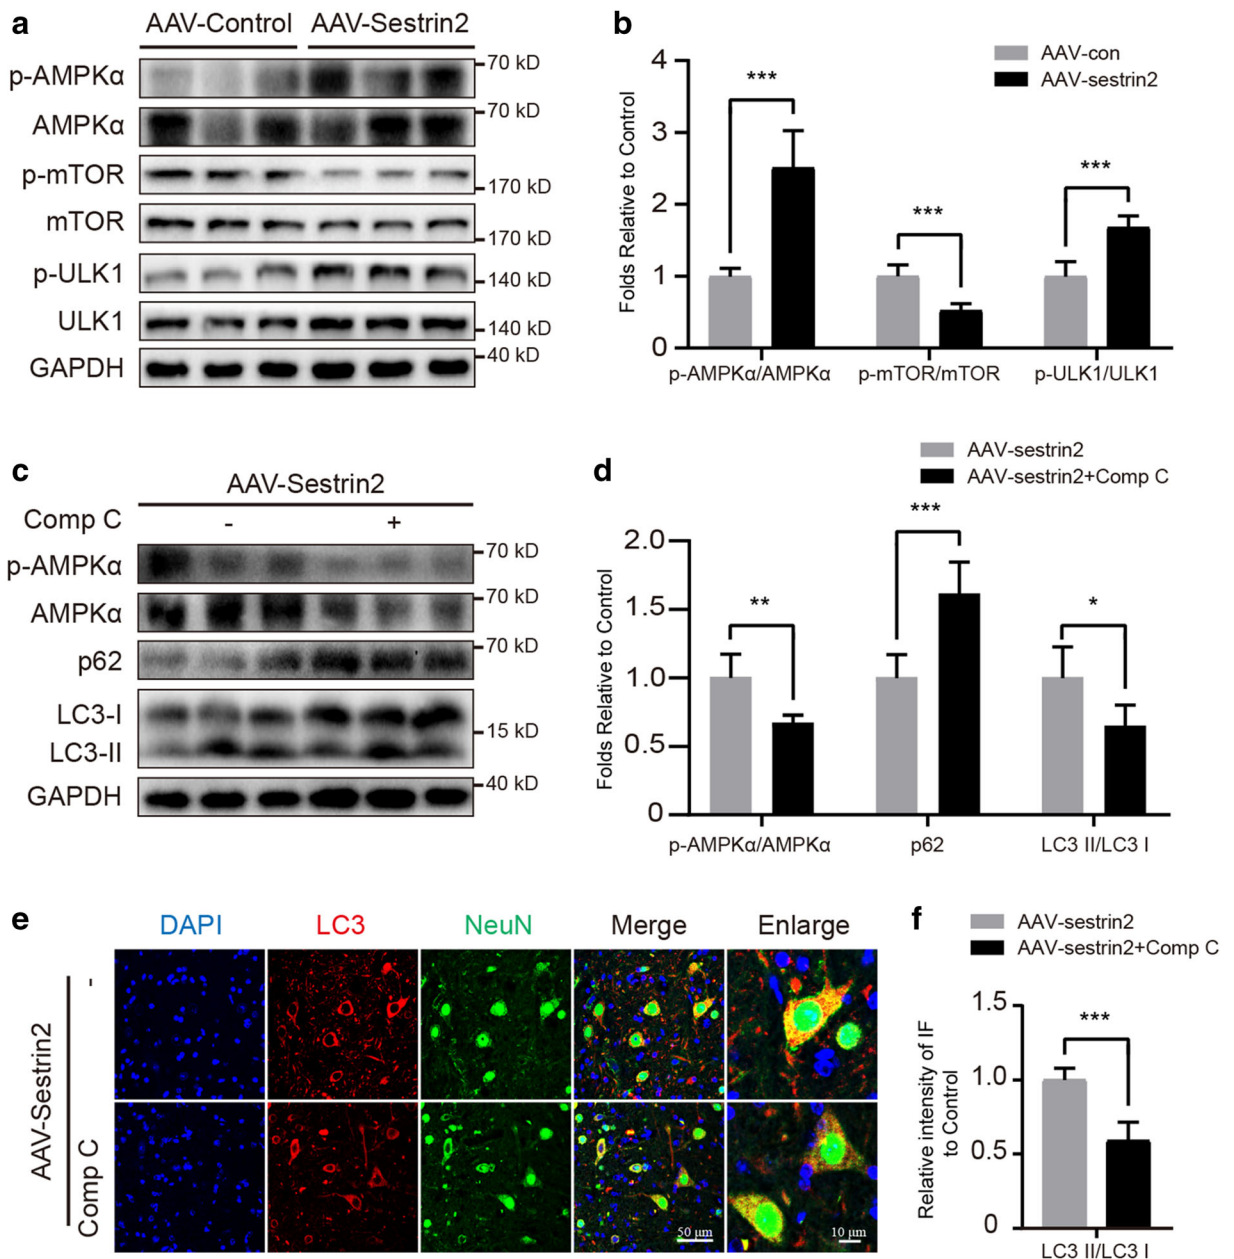 a
AAV-Control AAV-Sestrin2
p-AMPKα 70 kD
AMPKα 70 kD
p-mTOR 170 kD
mTOR 170 kD
p-ULK1 140 kD
ULK1 140 kD
GAPDH 40 kD
b
AAV-con
AAV-sestrin2
Folds Relative to Control
4
3
2
1
0
*** *** ***
p-AMPKα/AMPKα p-mTOR/mTOR p-ULK1/ULK1
c
AAV-Sestrin2
Comp C - +
p-AMPKα 70 kD
AMPKα 70 kD
p62 70 kD
LC3-I
15 kD
LC3-II
GAPDH 40 kD
d
AAV-sestrin2
AAV-sestrin2+Comp C
Folds Relative to Control
2.0
1.5
1.0
0.5
0
** *** *
p-AMPKα/AMPKα p62 LC3 II/LC3 I
e
DAPI LC3 NeuN Merge Enlarge
AAV-Sestrin2
-
Comp C
50 μm 10 μm
f
AAV-sestrin2
AAV-sestrin2+Comp C
Relative intensity of IF
to Control
1.5
1.0
0.5
0
***
LC3 II/LC3 I